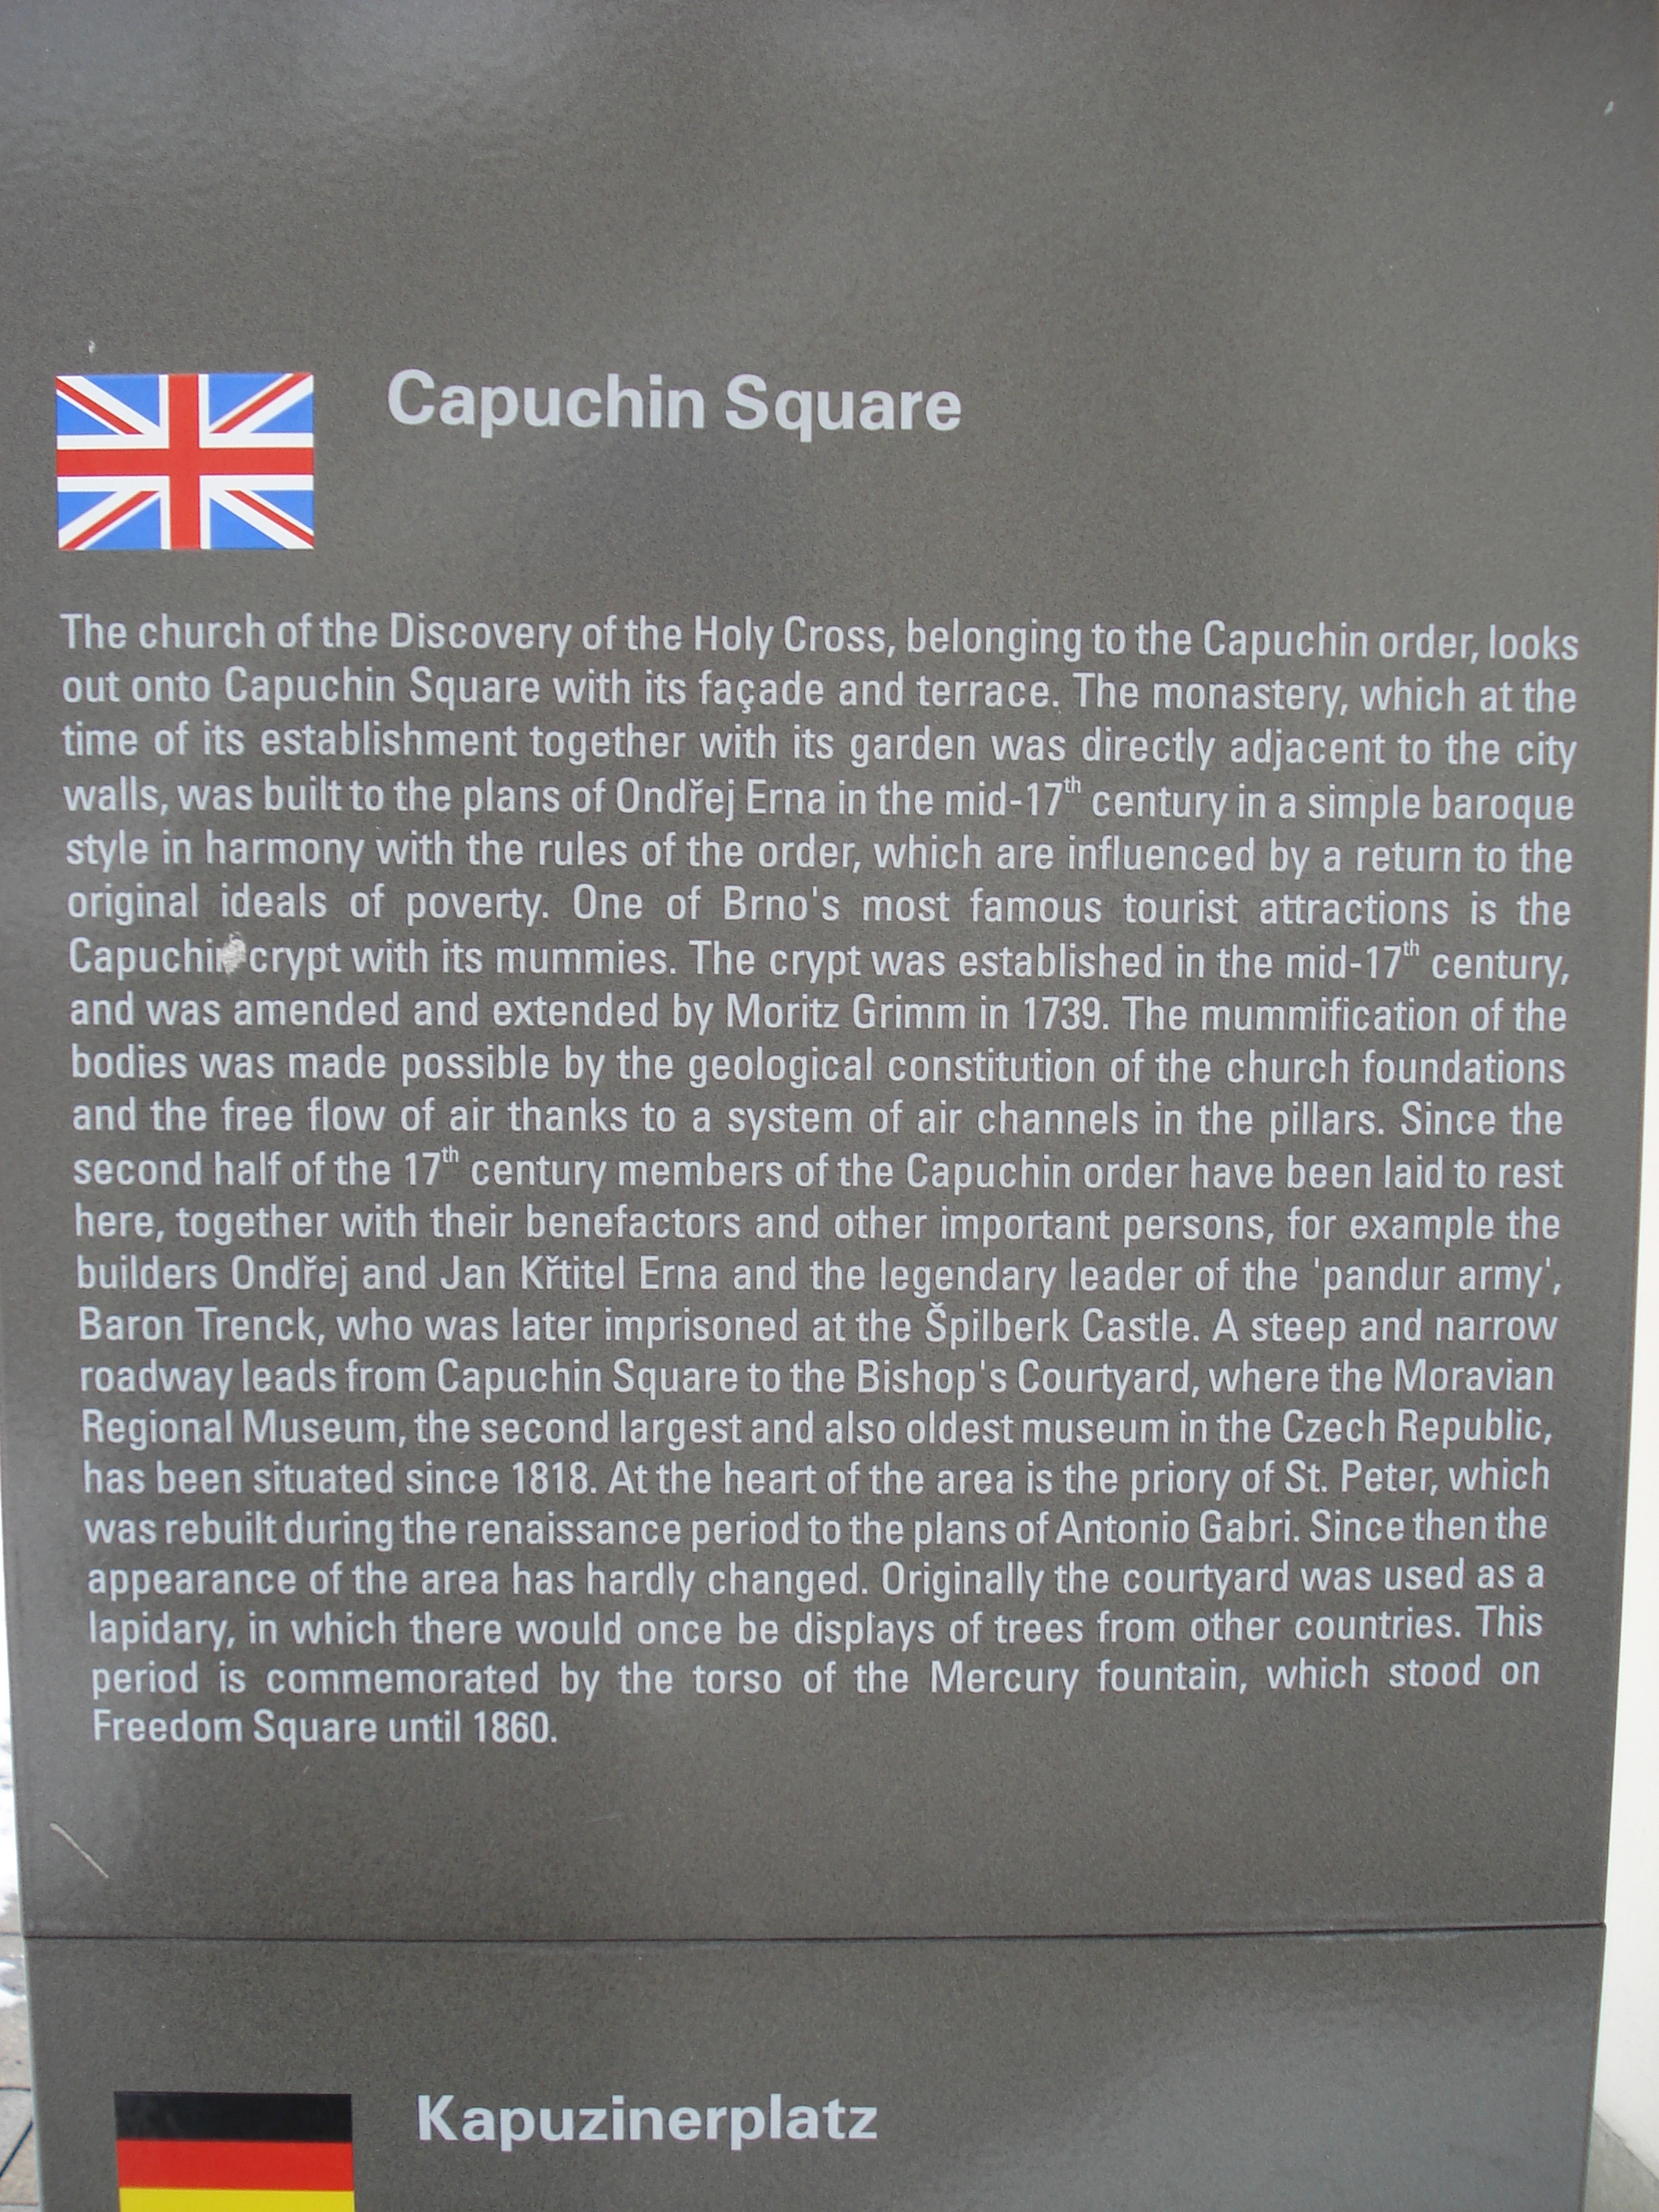 Capuchin Square
The church of the Discovery of the Holy Cross, belonging to the Capuchin order, looks
out onto Capuchin Square with its façade and terrace. The monastery, which at the
time of its establishment together with its garden was directly adjacent to the city
walls, was built to the plans of Ondřej Erna in the mid-17th century in a simple baroque
style in harmony with the rules of the order, which are influenced by a return to the
original ideals of poverty. One of Brno's most famous tourist attractions is the
Capuchin crypt with its mummies. The crypt was established in the mid-17th century,
and was amended and extended by Moritz Grimm in 1739. The mummification of the
bodies was made possible by the geological constitution of the church foundations
and the free flow of air thanks to a system of air channels in the pillars. Since the
second half of the 17th century members of the Capuchin order have been laid to rest
here, together with their benefactors and other important persons, for example the
builders Ondřej and Jan Křtitel Erna and the legendary leader of the 'pandur army',
Baron Trenck, who was later imprisoned at the Špilberk Castle. A steep and narrow
roadway leads from Capuchin Square to the Bishop's Courtyard, where the Moravian
Regional Museum, the second largest and also oldest museum in the Czech Republic,
has been situated since 1818. At the heart of the area is the priory of St. Peter, which
was rebuilt during the renaissance period to the plans of Antonio Gabri. Since then the
appearance of the area has hardly changed. Originally the courtyard was used as a
lapidary, in which there would once be displays of trees from other countries. This
period is commemorated by the torso of the Mercury fountain, which stood on
Freedom Square until 1860.
Kapuzinerplatz